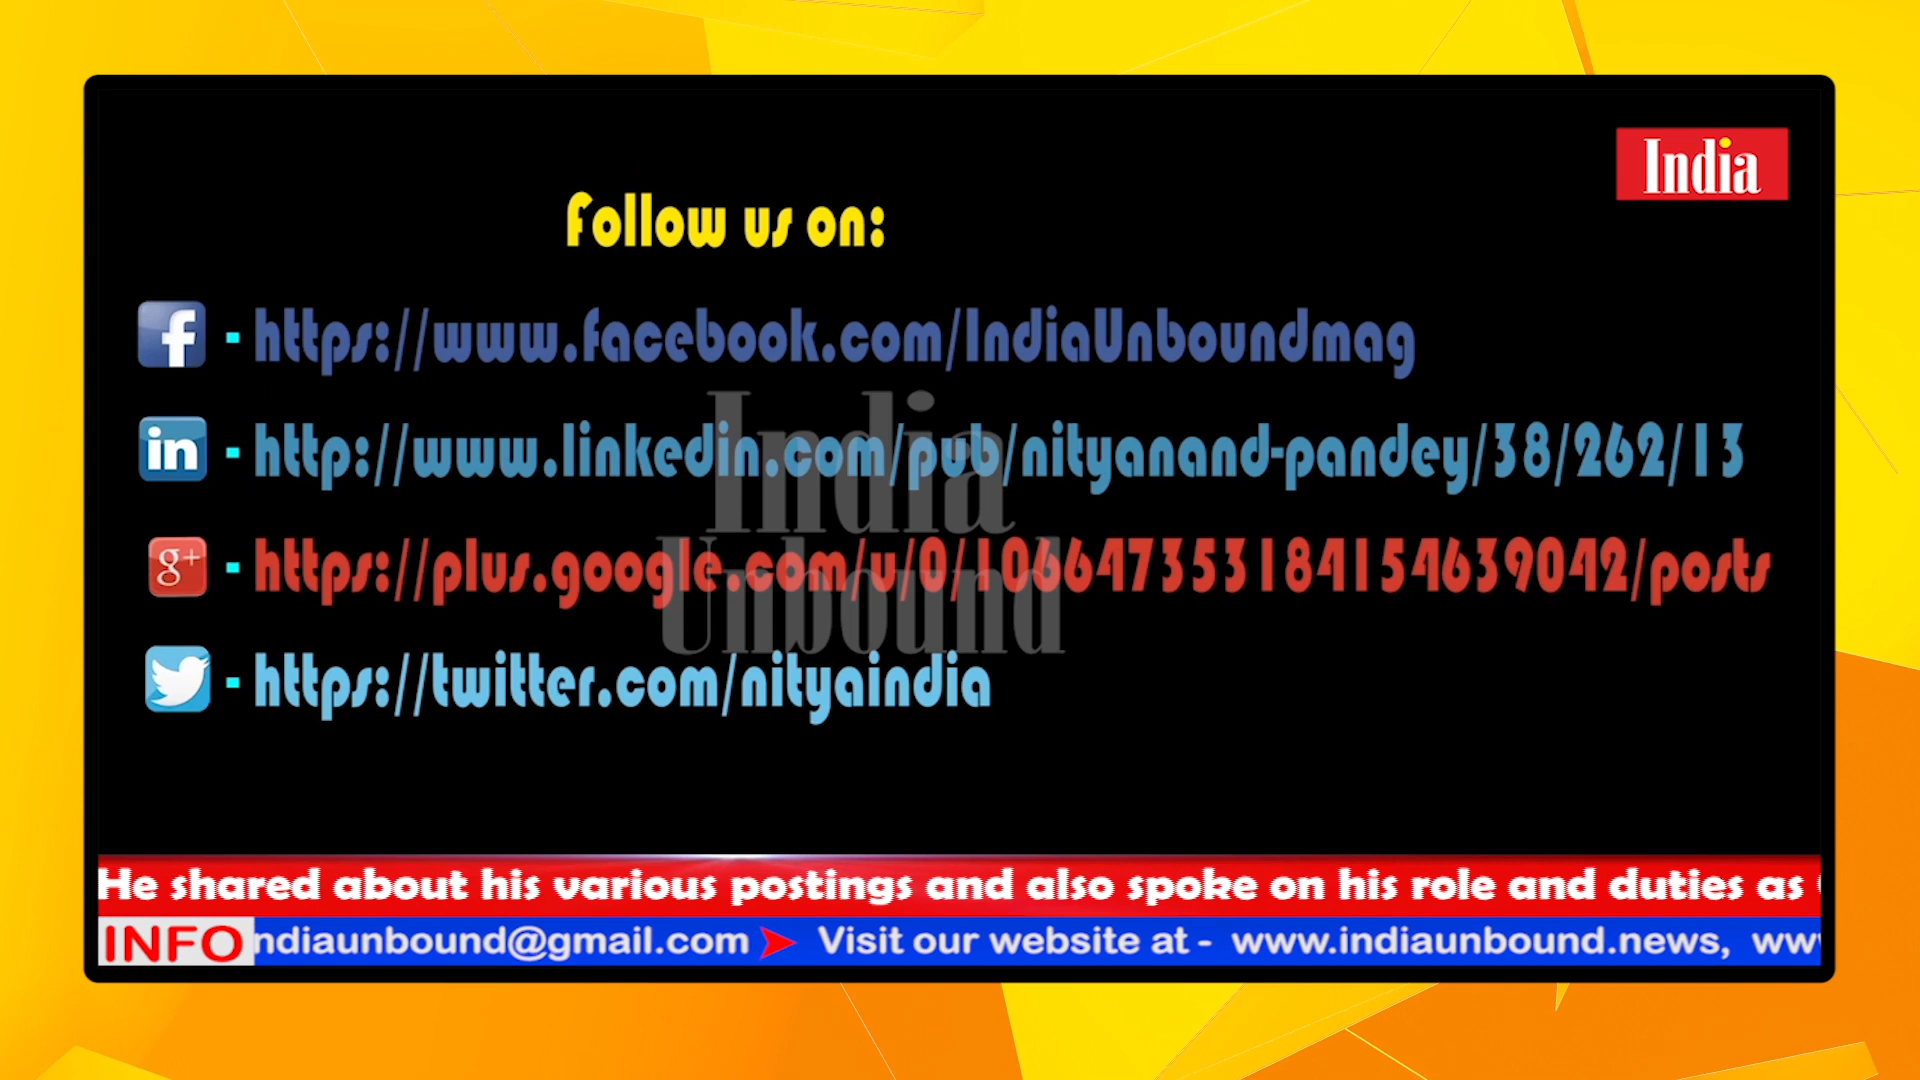 India
Follow us on:
f - https://www.facebook.com/IndiaUnboundmag
in - http://www.linkedin.com/pub/nityanand-pandey/38/262/13
g+ - https://plus.google.com/u/0/106647353184154639042/posts
- https://twitter.com/nityaindia
India
Unbound
He shared about his various postings and also spoke on his role and duties as
INFO ndiaunbound@gmail.com ➤ Visit our website at - www.indiaunbound.news, ww